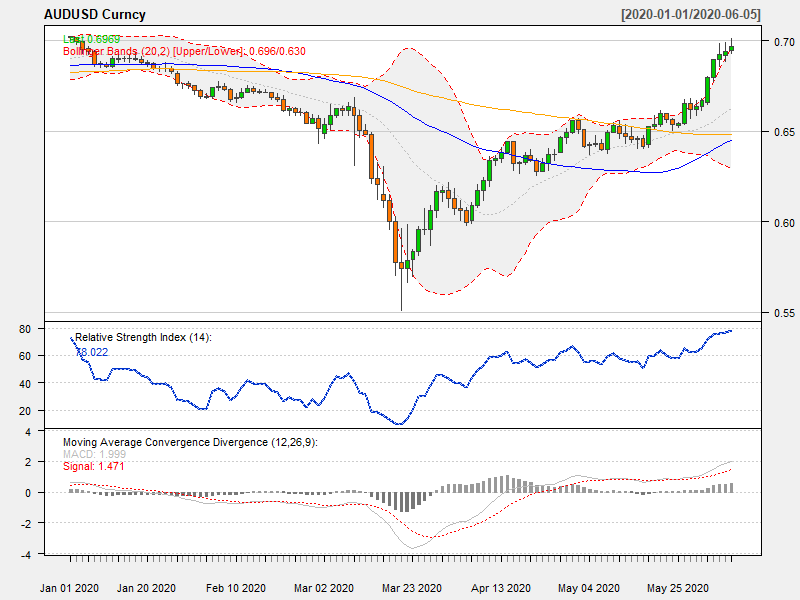 AUDUSD Curncy [2020-01-01/2020-06-05]
Last 0.6969
Bollinger Bands (20,2) [Upper/Lower]: 0.696/0.630
0.70
0.65
0.60
0.55
Relative Strength Index (14):
78.022
80
60
40
20
Moving Average Convergence Divergence (12,26,9):
MACD: 1.999
Signal: 1.471
4
2
0
-2
-4
Jan 01 2020 Jan 20 2020 Feb 10 2020 Mar 02 2020 Mar 23 2020 Apr 13 2020 May 04 2020 May 25 2020